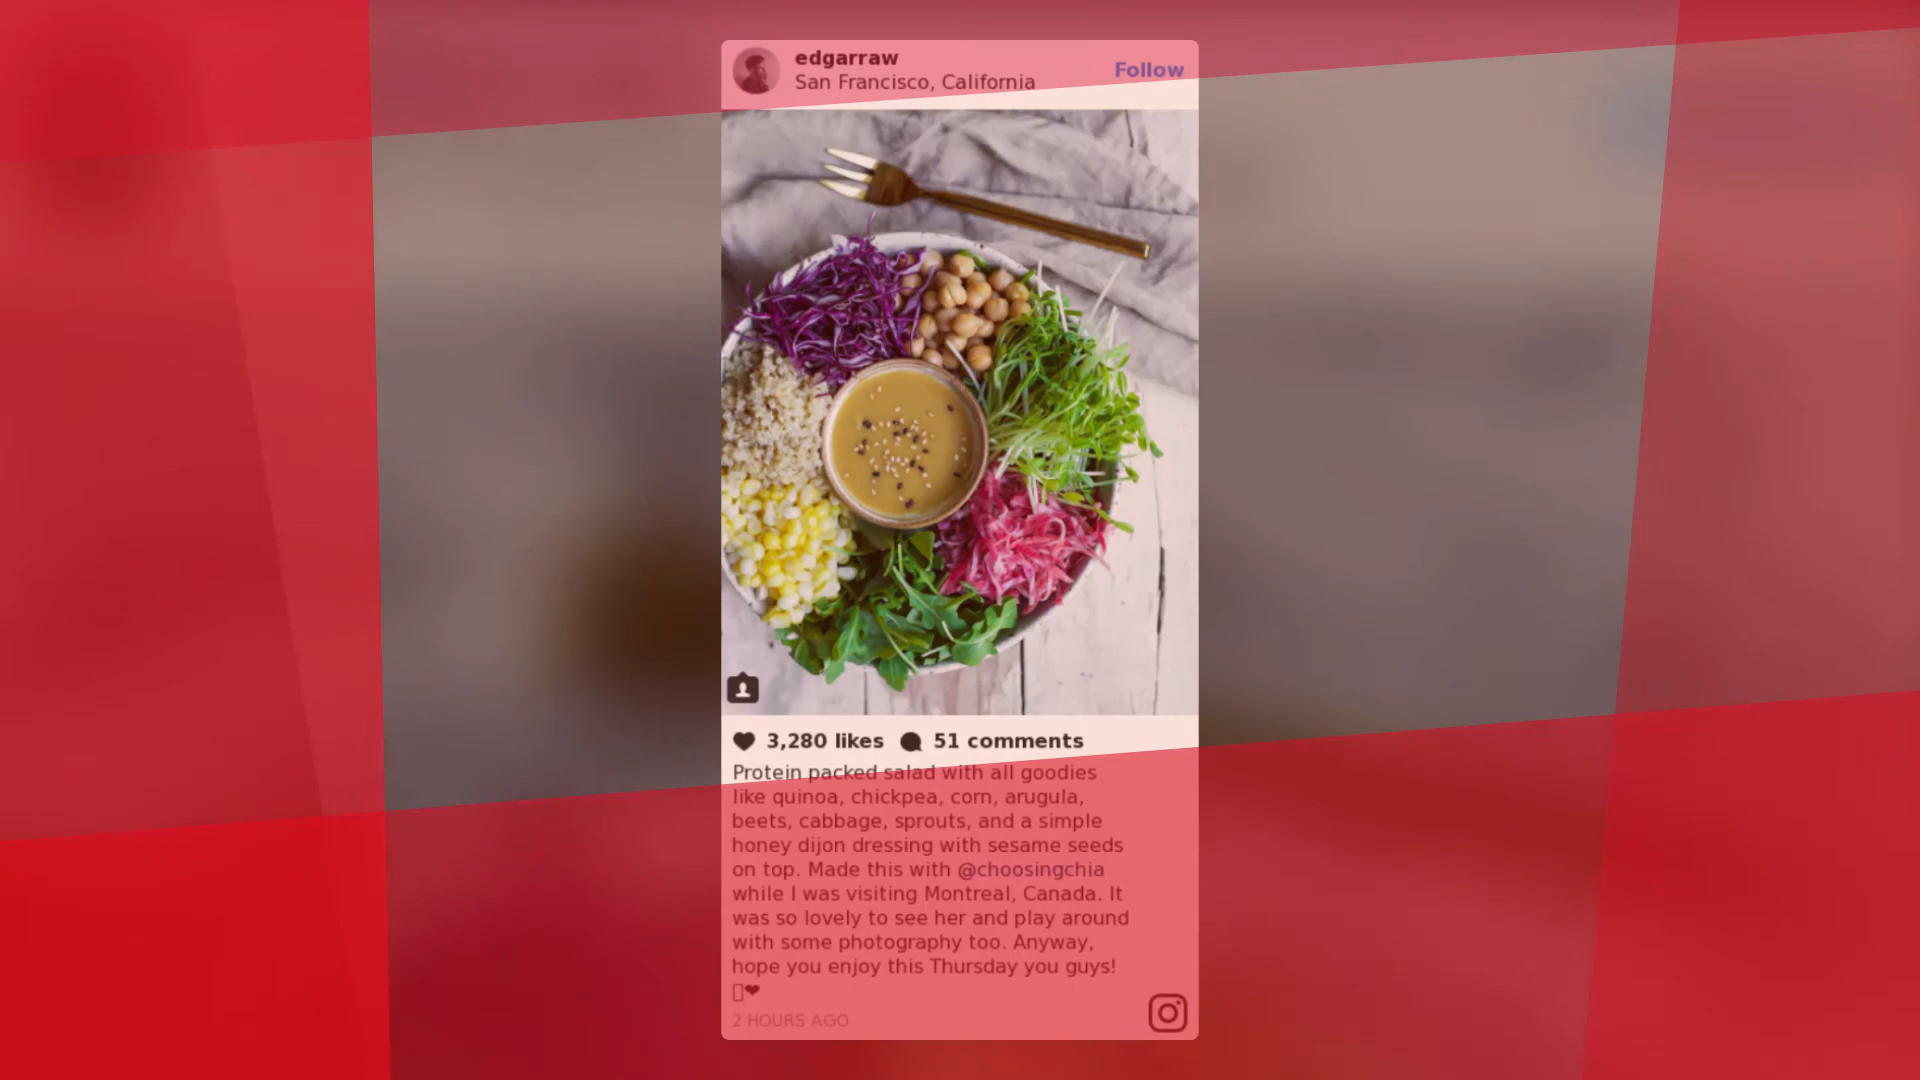 edgarraw
San Francisco, California
Follow
3,280 likes 51 comments
Protein packed salad with all goodies
like quinoa, chickpea, corn, arugula,
beets, cabbage, sprouts, and a simple
honey dijon dressing with sesame seeds
on top. Made this with @choosingchia
while I was visiting Montreal, Canada. It
was so lovely to see her and play around
with some photography too. Anyway,
hope you enjoy this Thursday you guys!
❤
2 HOURS AGO